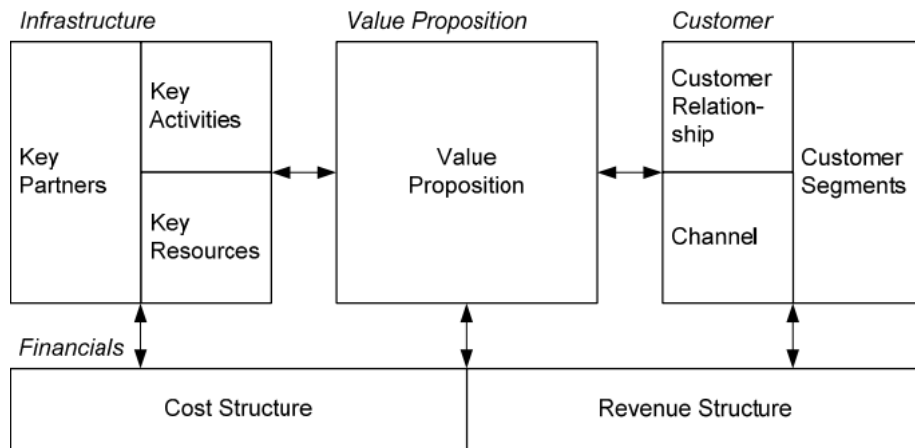 Infrastructure
Value Proposition
Customer
Key
Partners
Key
Activities
Key
Resources
Value
Proposition
Customer
Relation-
ship
Channel
Customer
Segments
Financials
Cost Structure
Revenue Structure